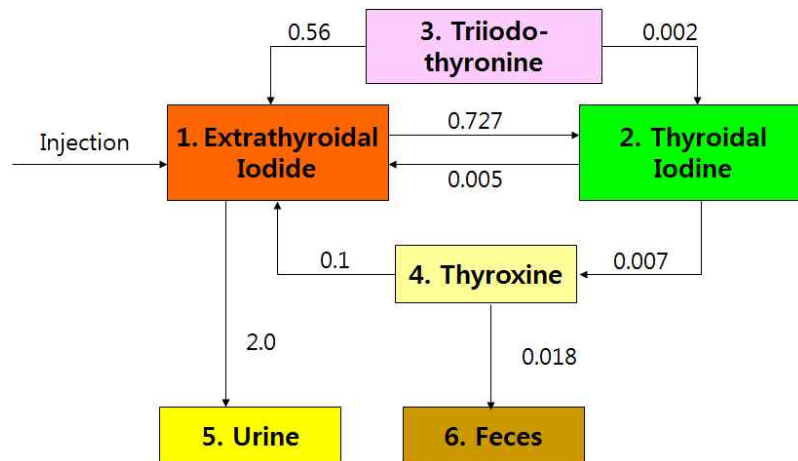 0.56
3. Triiodo-
thyronine
0.002
Injection
1. Extrathyroidal
Iodide
0.727
0.005
2. Thyroidal
Iodine
0.1
4. Thyroxine
0.007
2.0
0.018
5. Urine
6. Feces